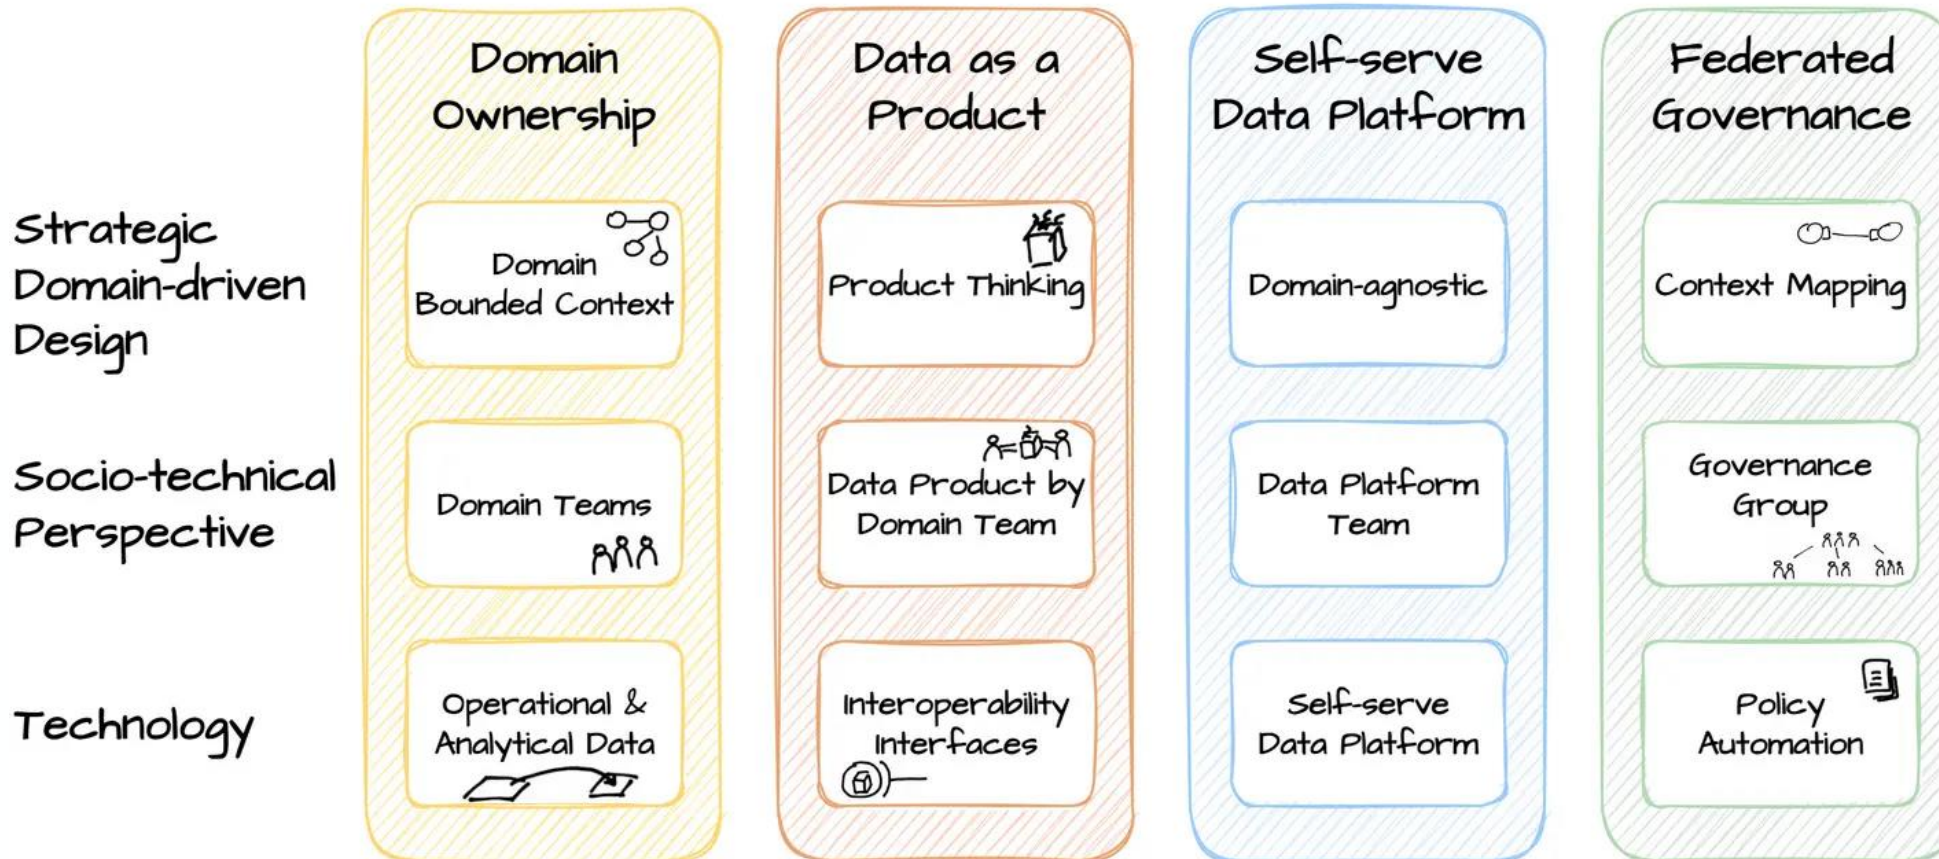 Domain
Ownership
Data as a
Product
Self-serve
Data Platform
Federated
Governance
Strategic
Domain-driven
Design
Domain
Bounded Context
Product Thinking
Domain-agnostic
Context Mapping
Socio-technical
Perspective
Domain Teams
Data Product by
Domain Team
Data Platform
Team
Governance
Group
Technology
Operational &
Analytical Data
Interoperability
Interfaces
Self-serve
Data Platform
Policy
Automation